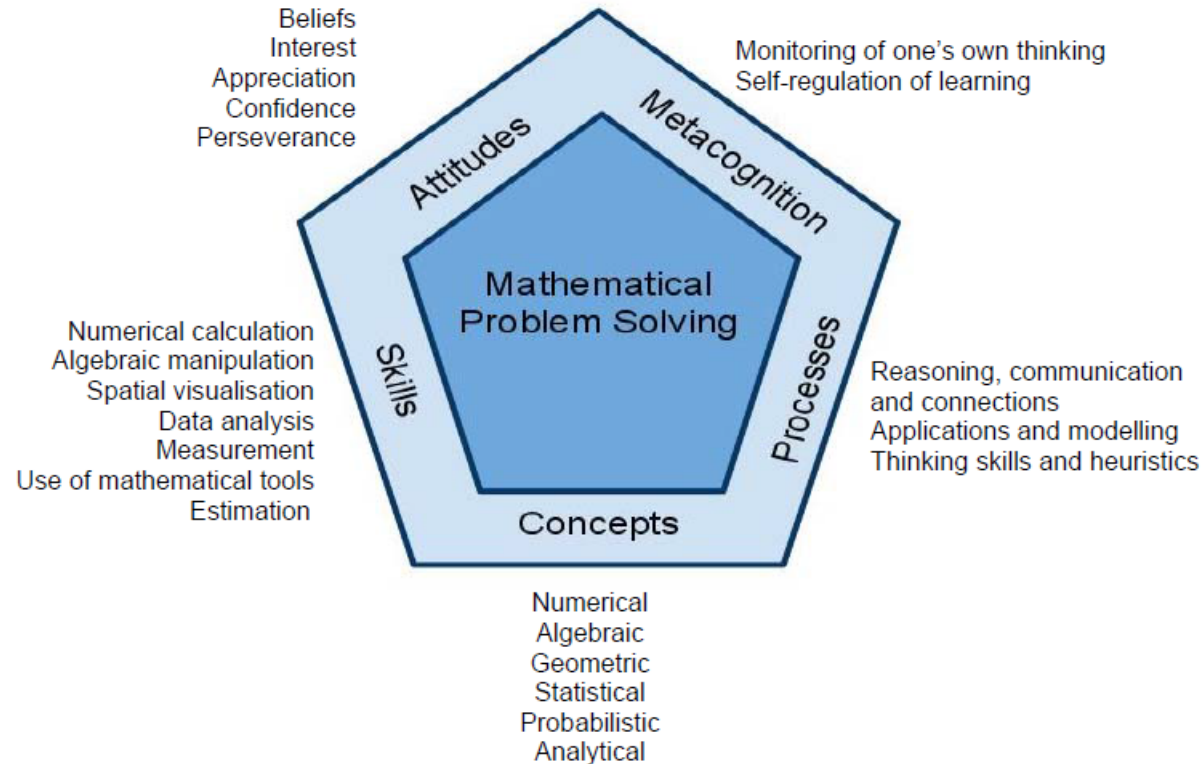 Beliefs
Interest
Appreciation
Confidence
Perseverance
Monitoring of one’s own thinking
Self-regulation of learning
Attitudes
Metacognition
Mathematical
Problem Solving
Numerical calculation
Algebraic manipulation
Spatial visualisation
Data analysis
Measurement
Use of mathematical tools
Estimation
Skills
Processes
Reasoning, communication
and connections
Applications and modelling
Thinking skills and heuristics
Concepts
Numerical
Algebraic
Geometric
Statistical
Probabilistic
Analytical